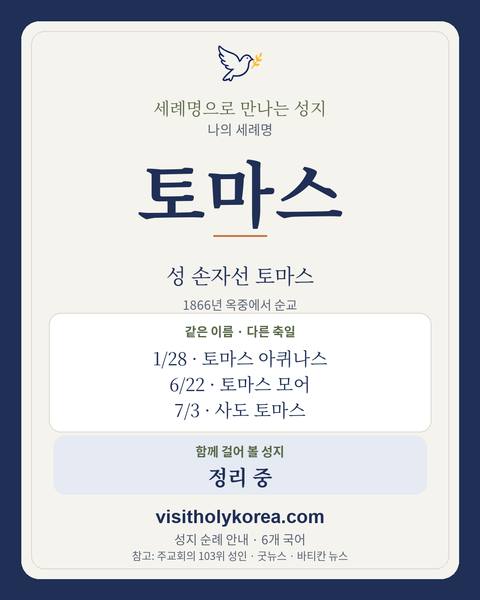 세례명으로 만나는 성지
나의 세례명
토마스
성 손자선 토마스
1866년 옥중에서 순교
같은 이름 · 다른 축일
1/28 · 토마스 아퀴나스
6/22 · 토마스 모어
7/3 · 사도 토마스
함께 걸어 볼 성지
정리 중
visitholykorea.com
성지 순례 안내 · 6개 국어
참고: 주교회의 103위 성인 · 굿뉴스 · 바티칸 뉴스